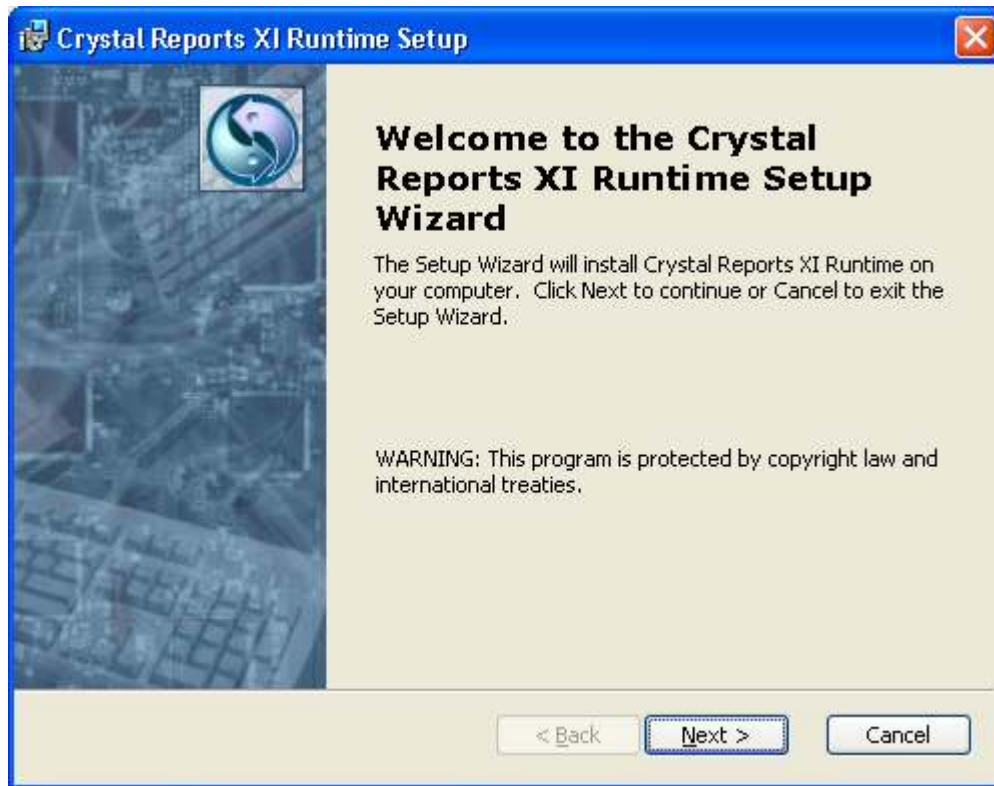 Crystal Reports XI Runtime Setup
Welcome to the Crystal
Reports XI Runtime Setup
Wizard
The Setup Wizard will install Crystal Reports XI Runtime on
your computer.  Click Next to continue or Cancel to exit the
Setup Wizard.
WARNING: This program is protected by copyright law and
international treaties.
< Back
Next >
Cancel